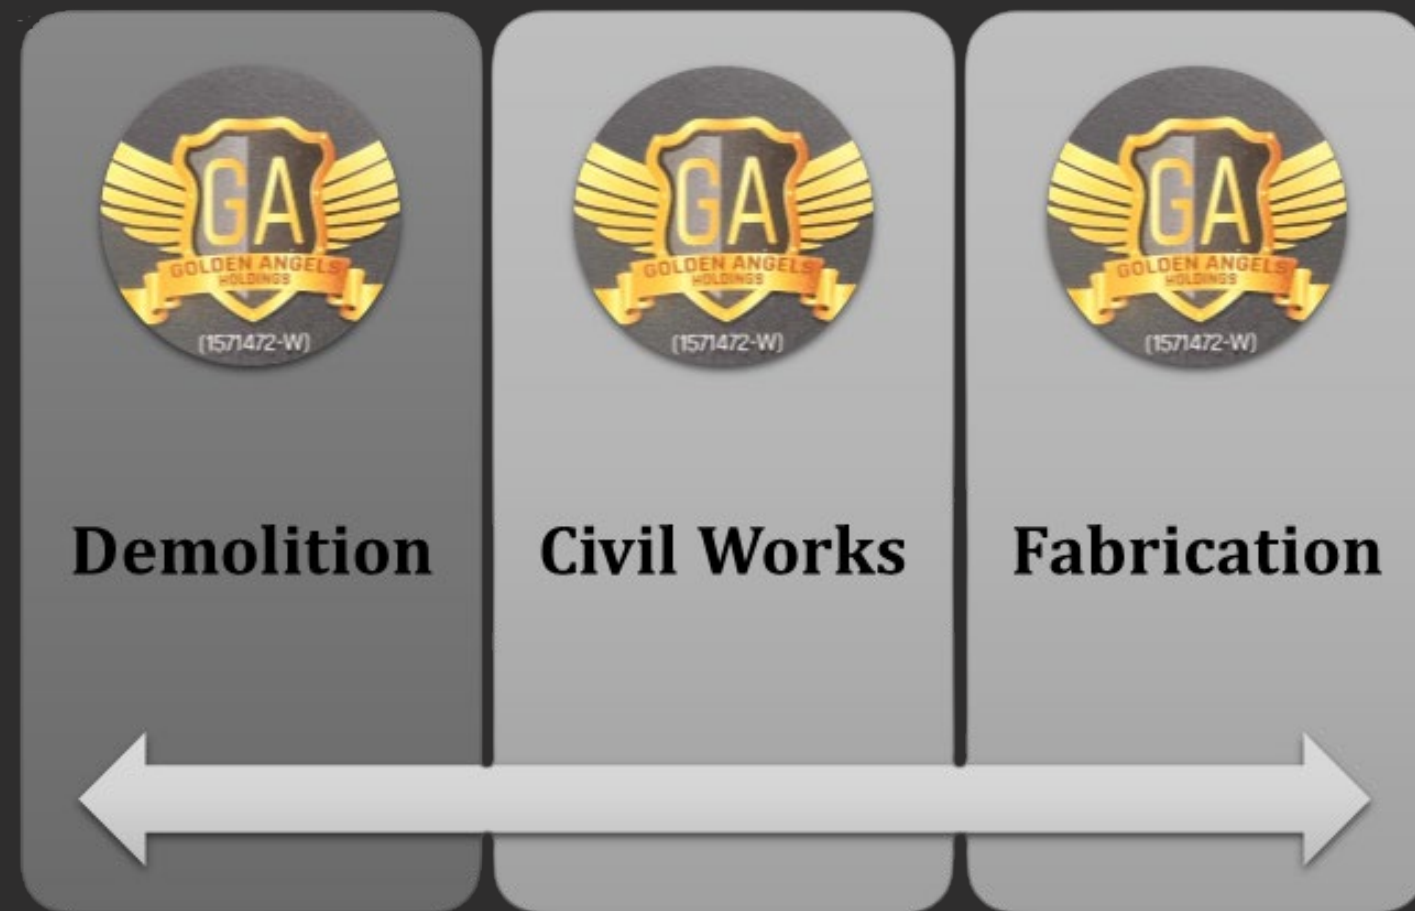 GA
GOLDEN ANGELS
HOLDINGS
(1571472-W)
Demolition
GA
GOLDEN ANGELS
HOLDINGS
(1571472-W)
Civil Works
GA
GOLDEN ANGELS
HOLDINGS
(1571472-W)
Fabrication